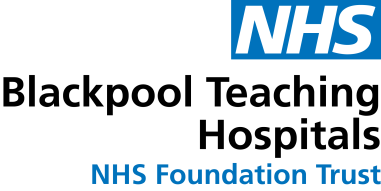 NHS
Blackpool Teaching
Hospitals
NHS Foundation Trust